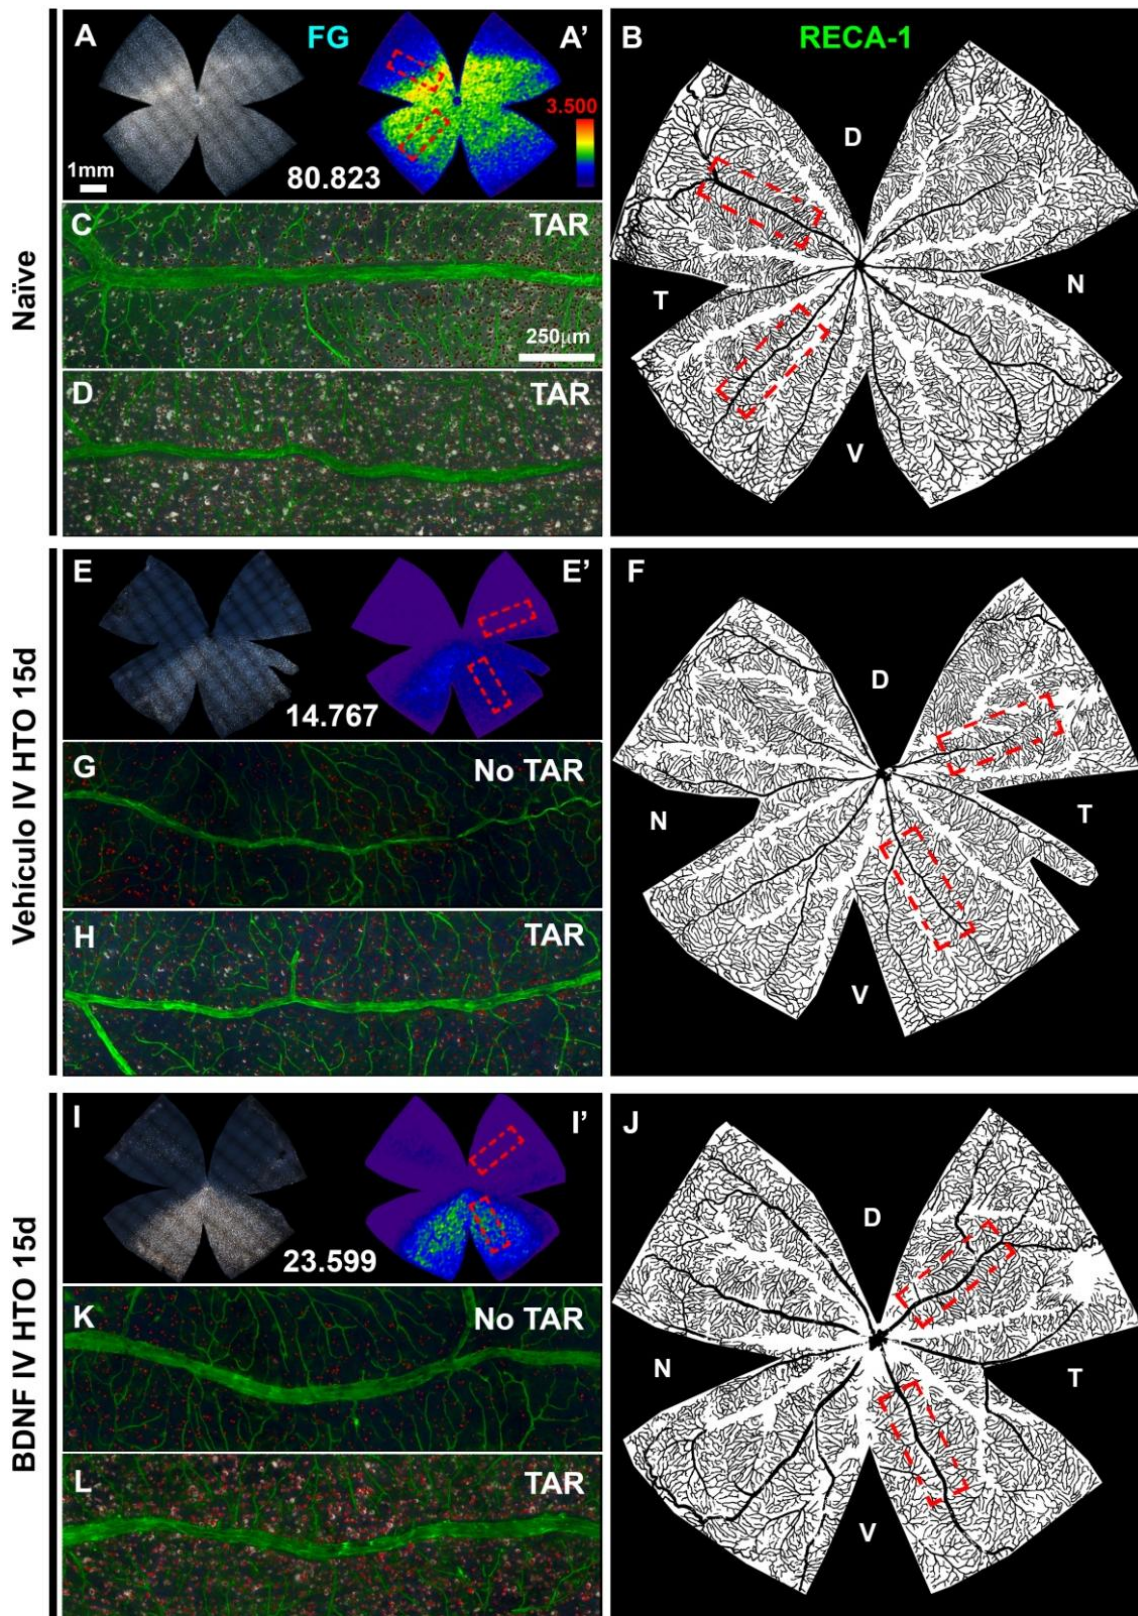 Naïve
A
FG
A’
3.500
1mm
80.823
B
RECA-1
D
T
N
V
C
TAR
250µm
D
TAR
Vehículo IV HTO 15d
E
E’
14.767
F
D
N
T
V
G
No TAR
H
TAR
BDNF IV HTO 15d
I
I’
23.599
J
D
N
T
V
K
No TAR
L
TAR